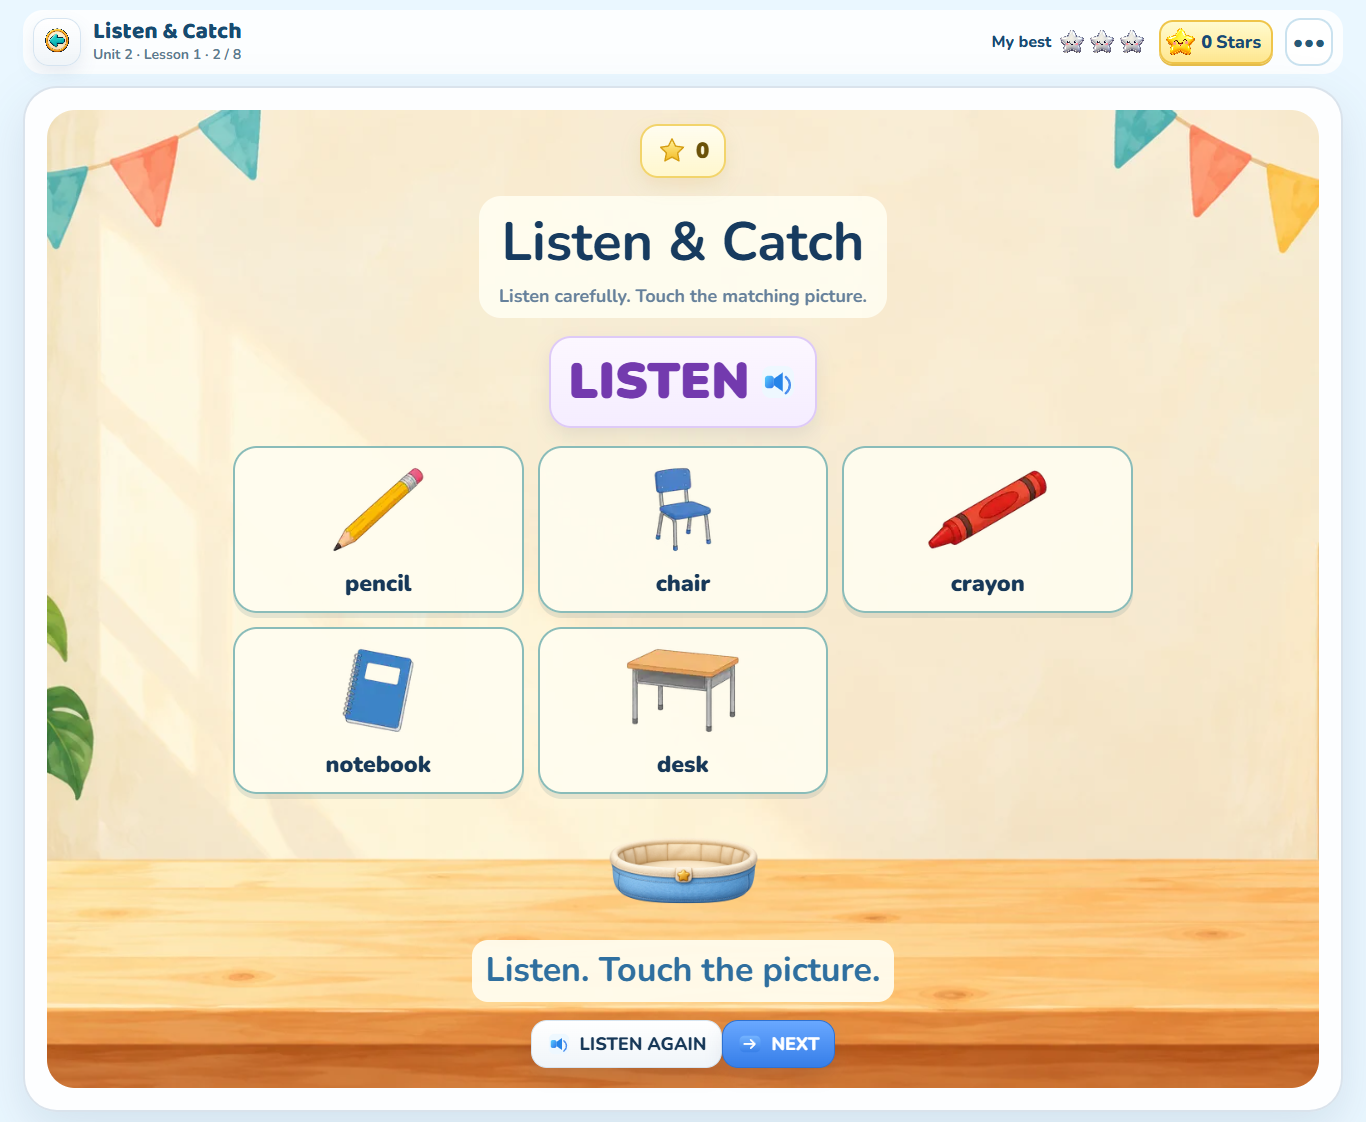 Listen & Catch
Unit 2 · Lesson 1 · 2 / 8
My best
0 Stars
0
Listen & Catch
Listen carefully. Touch the matching picture.
LISTEN
pencil
chair
crayon
notebook
desk
Listen. Touch the picture.
LISTEN AGAIN
NEXT